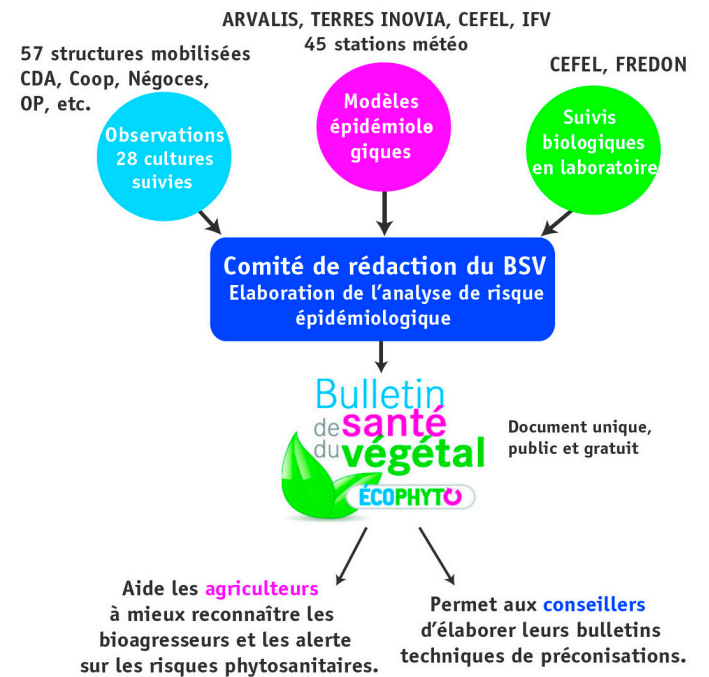 ARVALIS, TERRES INOVIA, CEFEL, IFV
45 stations météo
57 structures mobilisées
CDA, Coop, Négoces,
OP, etc.
CEFEL, FREDON
Observations
28 cultures
suivies
Modèles
épidémiolo
giques
Suivis
biologiques
en laboratoire
Comité de rédaction du BSV
Elaboration de l'analyse de risque
épidémiologique
Bulletin
de santé
du végétal
ÉCOPHYTO
Document unique,
public et gratuit
Aide les agriculteurs
à mieux reconnaître les
bioagresseurs et les alerte
sur les risques phytosanitaires.
Permet aux conseillers
d'élaborer leurs bulletins
techniques de préconisations.